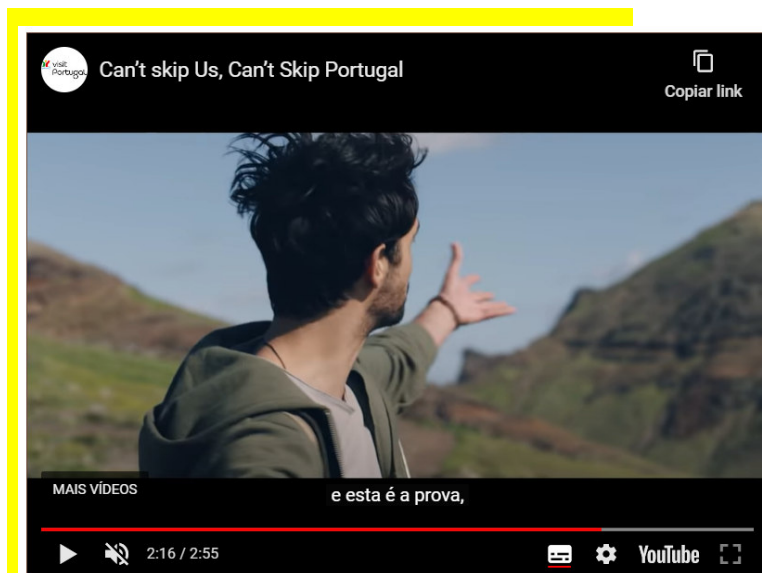 visit
Portugal
Can't skip Us, Can't Skip Portugal
Copiar link
MAIS VÍDEOS
e esta é a prova,
2:16 / 2:55
YouTube